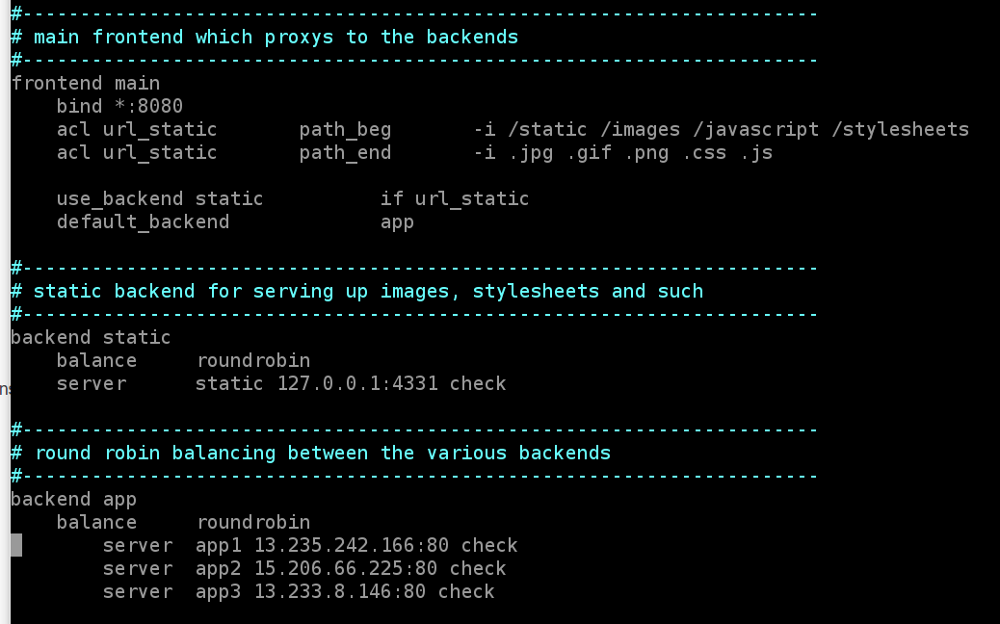 #---------------------------------------------------------------------
# main frontend which proxys to the backends
#---------------------------------------------------------------------
frontend main
    bind *:8080
    acl url_static       path_beg       -i /static /images /javascript /stylesheets
    acl url_static       path_end       -i .jpg .gif .png .css .js

    use_backend static          if url_static
    default_backend             app

#---------------------------------------------------------------------
# static backend for serving up images, stylesheets and such
#---------------------------------------------------------------------
backend static
    balance     roundrobin
    server      static 127.0.0.1:4331 check

#---------------------------------------------------------------------
# round robin balancing between the various backends
#---------------------------------------------------------------------
backend app
    balance     roundrobin
        server  app1 13.235.242.166:80 check
        server  app2 15.206.66.225:80 check
        server  app3 13.233.8.146:80 check